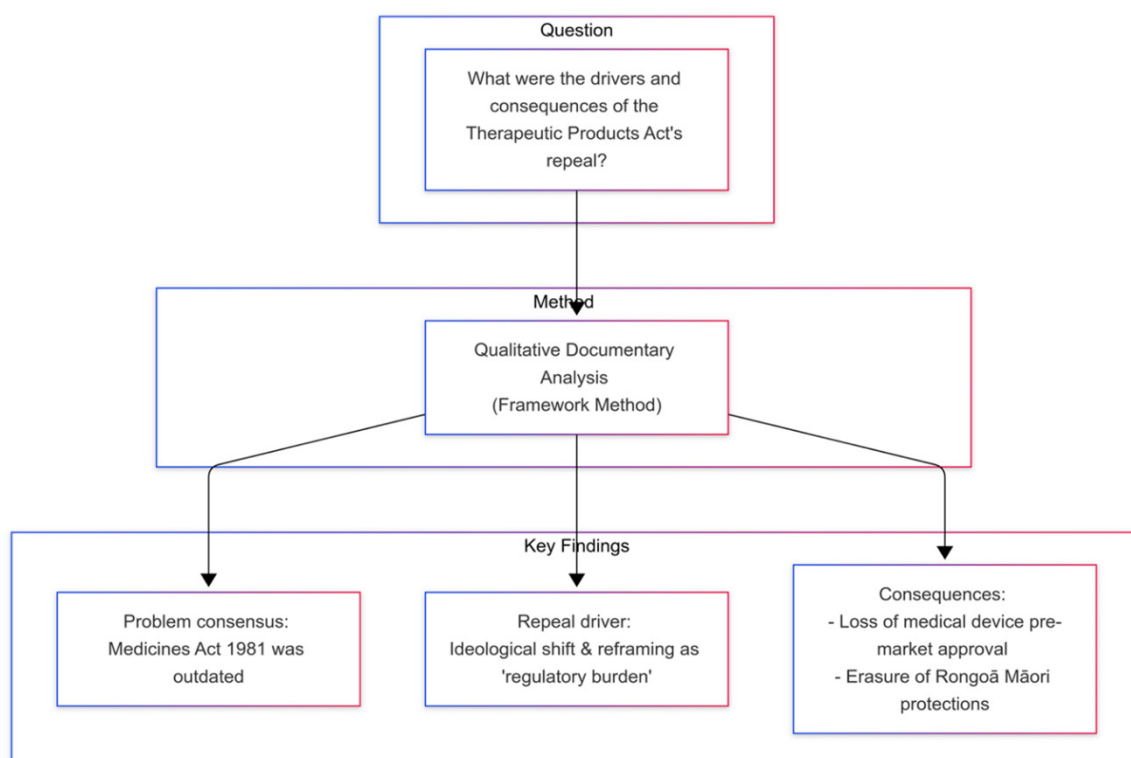 Question
What were the drivers and
consequences of the
Therapeutic Products Act's
repeal?
Method
Qualitative Documentary
Analysis
(Framework Method)
Key Findings
Problem consensus:
Medicines Act 1981 was
outdated
Repeal driver:
Ideological shift & reframing as
'regulatory burden'
Consequences:
- Loss of medical device pre-
market approval
- Erasure of Rongoā Māori
protections